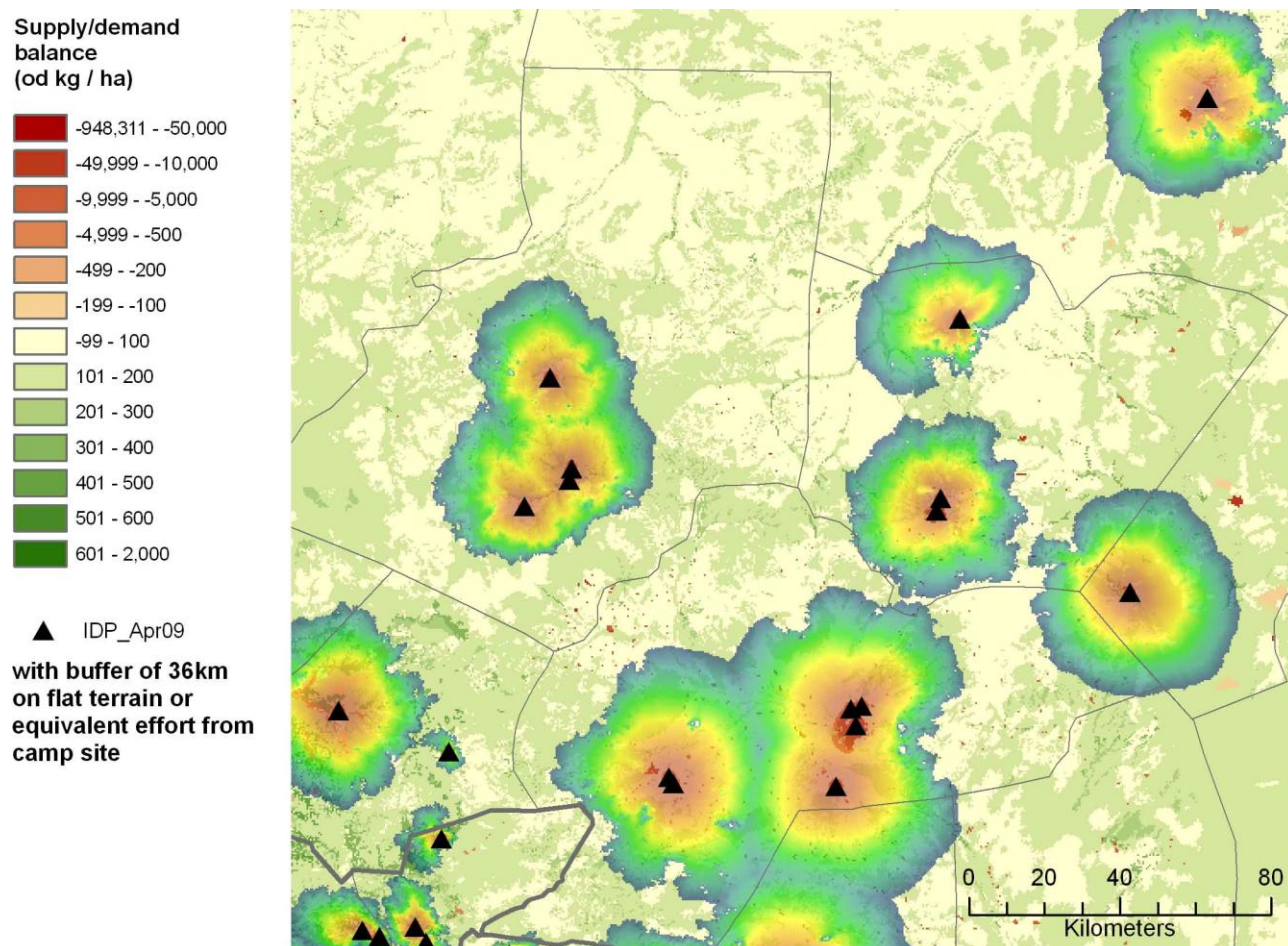 Supply/demand
balance
(od kg / ha)
-948,311 - -50,000
-49,999 - -10,000
-9,999 - -5,000
-4,999 - -500
-499 - -200
-199 - -100
-99 - 100
101 - 200
201 - 300
301 - 400
401 - 500
501 - 600
601 - 2,000
IDP_Apr09
with buffer of 36km
on flat terrain or
equivalent effort from
camp site
0 20 40 80
Kilometers